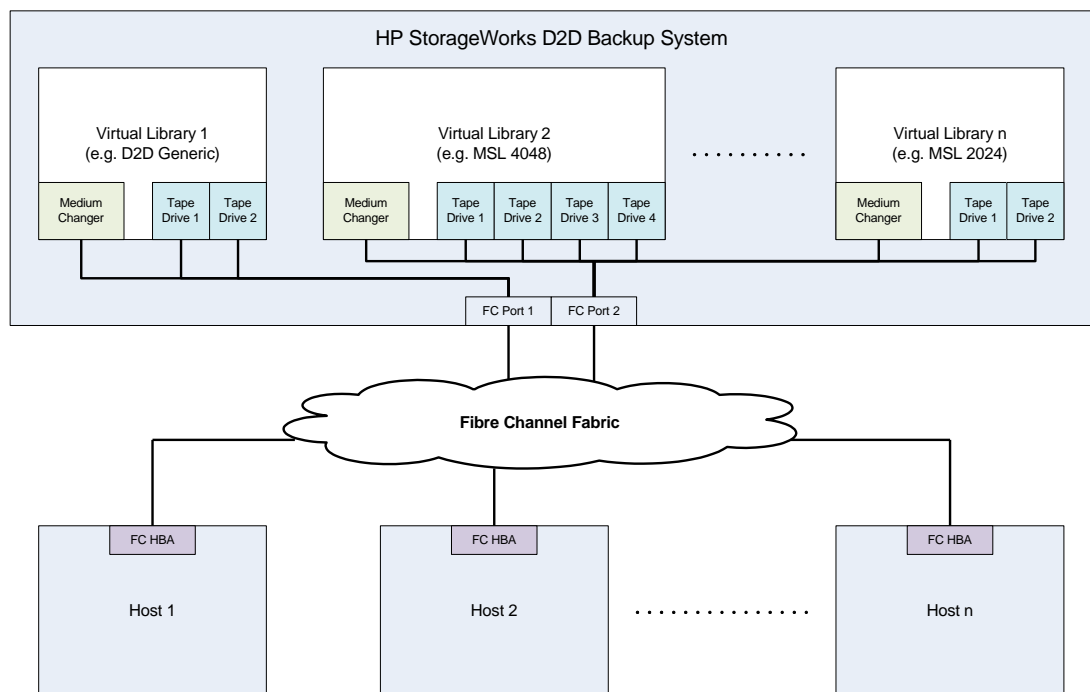 HP StorageWorks D2D Backup System
Virtual Library 1
(e.g. D2D Generic)
Virtual Library 2
(e.g. MSL 4048)
Virtual Library n
(e.g. MSL 2024)
Medium
Changer
Tape
Drive 1
Tape
Drive 2
Medium
Changer
Tape
Drive 1
Tape
Drive 2
Tape
Drive 3
Tape
Drive 4
Medium
Changer
Tape
Drive 1
Tape
Drive 2
FC Port 1
FC Port 2
Fibre Channel Fabric
FC HBA
FC HBA
FC HBA
Host 1
Host 2
Host n